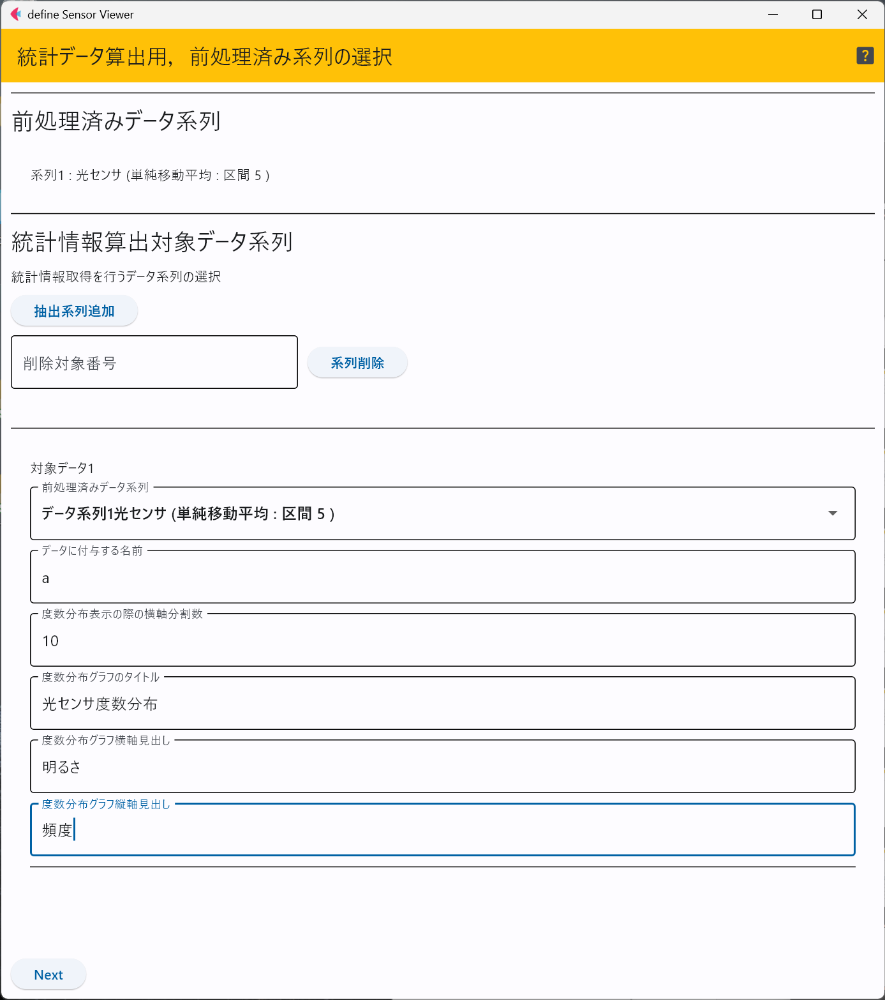 define Sensor Viewer
統計データ算出用，前処理済み系列の選択
?
前処理済みデータ系列
系列1 : 光センサ (単純移動平均 : 区間 5 )
統計情報算出対象データ系列
統計情報取得を行うデータ系列の選択
抽出系列追加
削除対象番号
系列削除
対象データ1
前処理済みデータ系列
データ系列1光センサ (単純移動平均 : 区間 5 )
データに付与する名前
a
度数分布表示の際の横軸分割数
10
度数分布グラフのタイトル
光センサ度数分布
度数分布グラフ横軸見出し
明るさ
度数分布グラフ縦軸見出し
頻度
Next